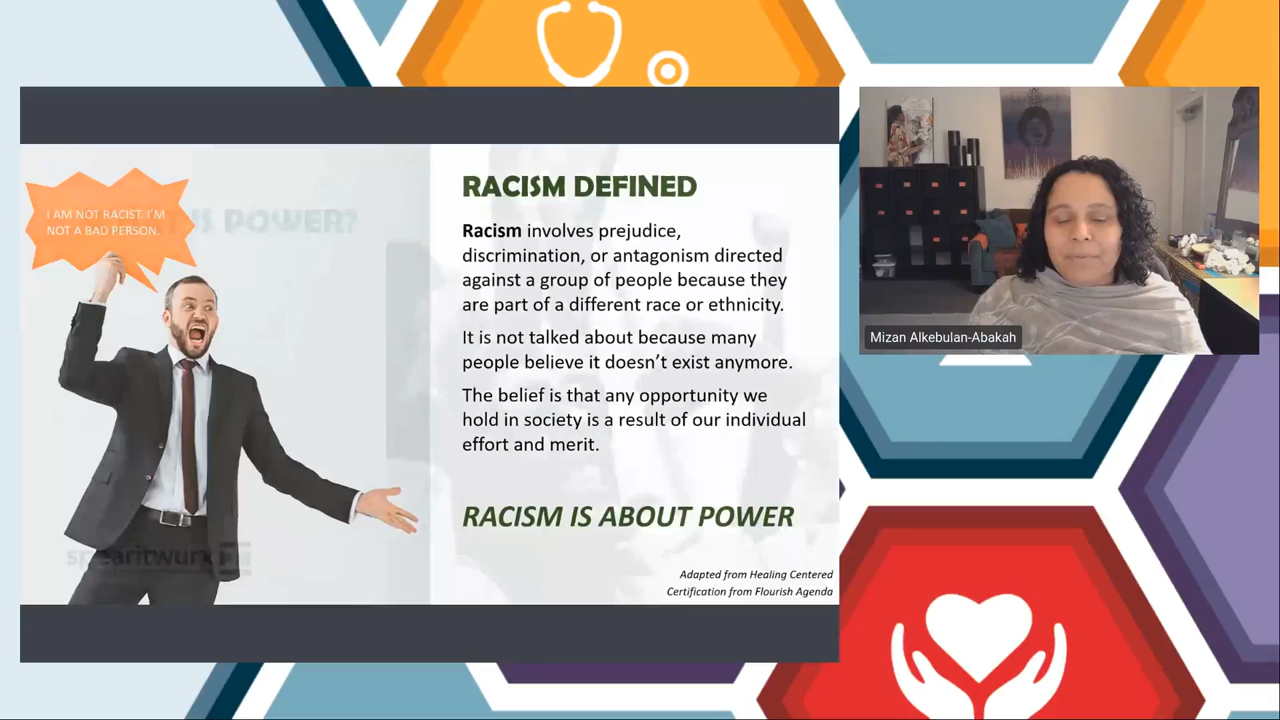 I AM NOT RACIST. I'M
NOT A BAD PERSON.
IS POWER?
spearitwurx
RACISM DEFINED
Racism involves prejudice,
discrimination, or antagonism directed
against a group of people because they
are part of a different race or ethnicity.
It is not talked about because many
people believe it doesn't exist anymore.
The belief is that any opportunity we
hold in society is a result of our individual
effort and merit.
RACISM IS ABOUT POWER
Adapted from Healing Centered
Certification from Flourish Agenda
Mizan Alkebulan-Abakah